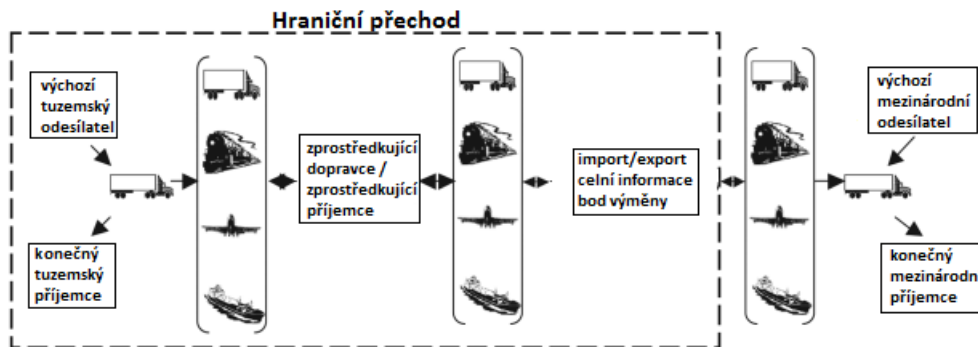 Hraniční přechod
výchozí
tuzemský
odesílatel
konečný
tuzemský
příjemce
zprostředkující
dopravce /
zprostředkující
příjemce
import/export
celní informace
bod výměny
výchozí
mezinárodní
odesílatel
konečný
mezinárodn
příjemce